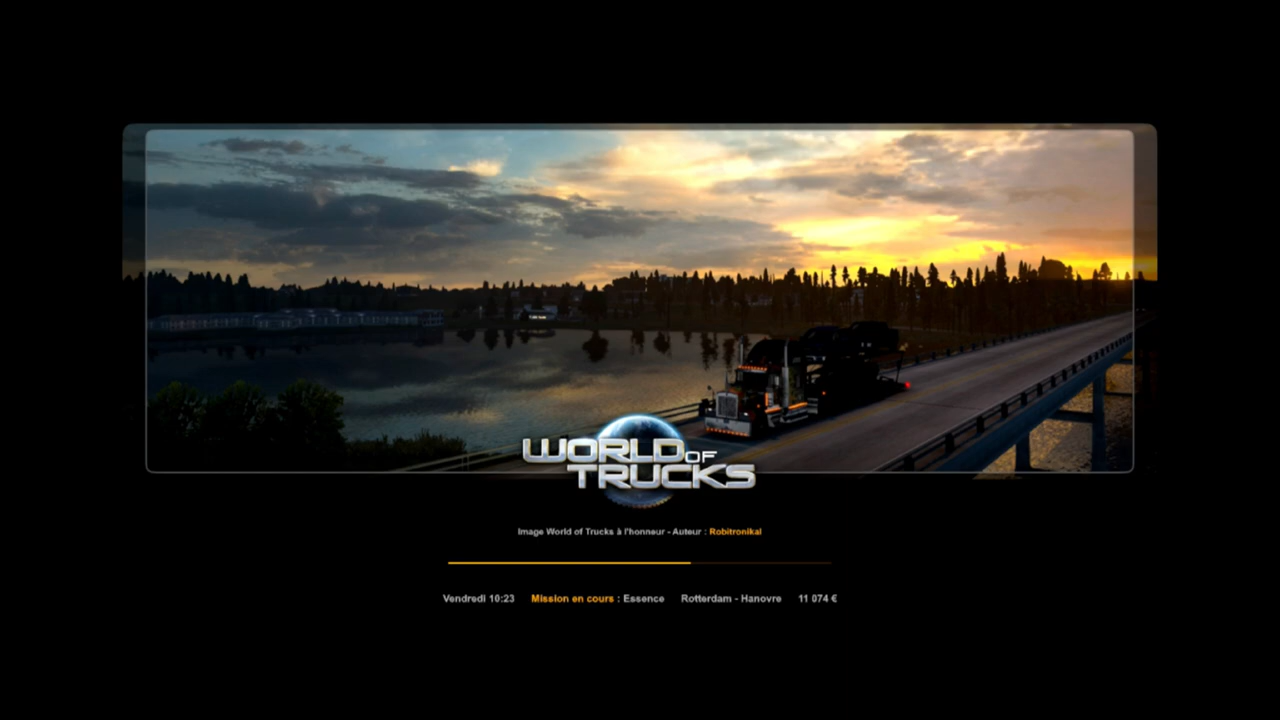 WORLD OF
TRUCKS
Image World of Trucks à l'honneur - Auteur : Robitronikal
Vendredi 10:23 Mission en cours : Essence Rotterdam - Hanovre 11 074 €